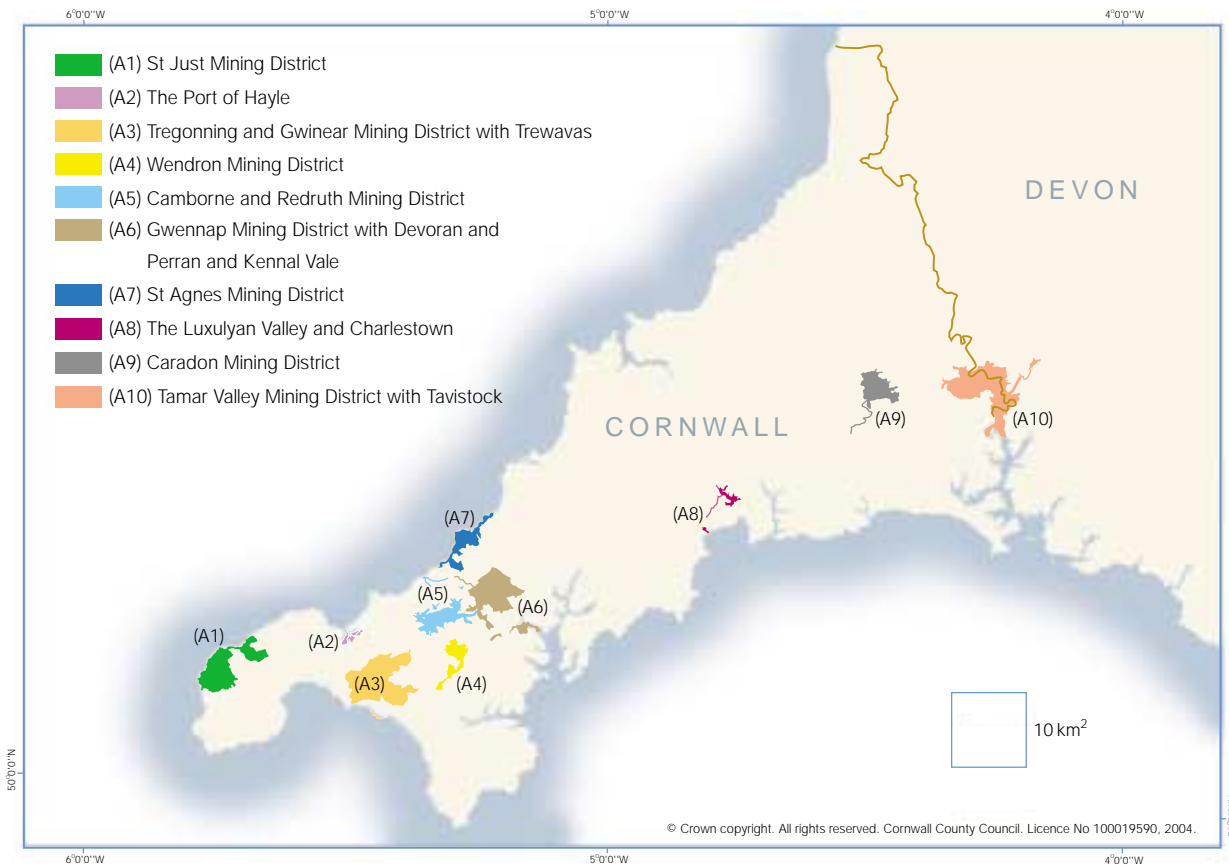 6°0'0"W 5°0'0"W 4°0'0"W
(A1) St Just Mining District
(A2) The Port of Hayle
(A3) Tregonning and Gwinear Mining District with Trewavas
(A4) Wendron Mining District
(A5) Camborne and Redruth Mining District
(A6) Gwennap Mining District with Devoran and
Perran and Kennal Vale
(A7) St Agnes Mining District
(A8) The Luxulyan Valley and Charlestown
(A9) Caradon Mining District
(A10) Tamar Valley Mining District with Tavistock
DEVON
CORNWALL
(A9)
(A10)
(A7)
(A8)
(A5)
(A6)
(A1)
(A2)
(A3)
(A4)
10 km²
50°0'0"N
© Crown copyright. All rights reserved. Cornwall County Council. Licence No 100019590, 2004.
6°0'0"W 5°0'0"W 4°0'0"W